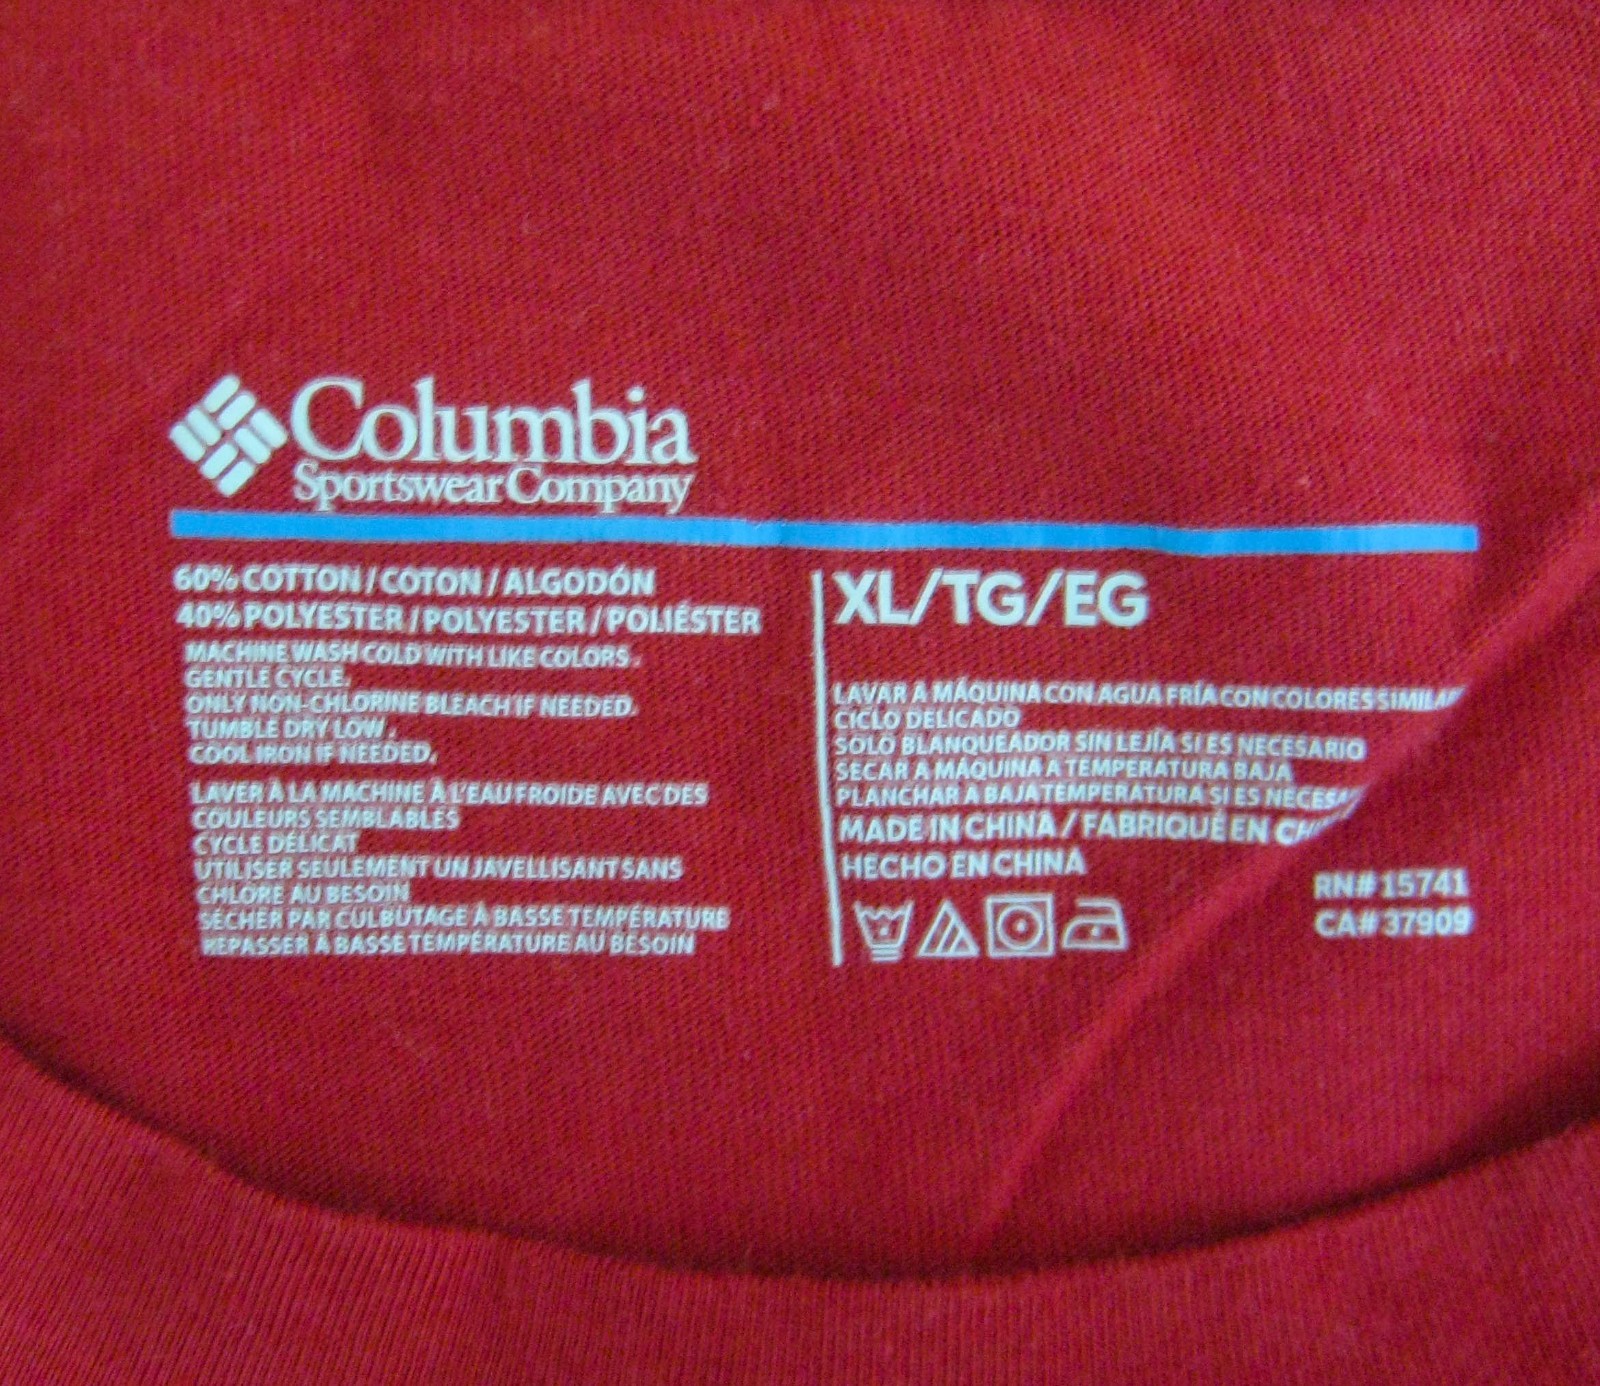 Columbia
Sportswear Company
60% COTTON / COTON / ALGODÓN
40% POLYESTER / POLYESTER / POLIÉSTER
MACHINE WASH COLD WITH LIKE COLORS.
GENTLE CYCLE.
ONLY NON-CHLORINE BLEACH IF NEEDED.
TUMBLE DRY LOW.
COOL IRON IF NEEDED.
LAVER À LA MACHINE À L'EAU FROIDE AVEC DES
COULEURS SEMBLABLES
CYCLE DÉLICAT
UTILISER SEULEMENT UN JAVELLISANT SANS
CHLORE AU BESOIN
SÉCHER PAR CULBUTAGE À BASSE TEMPÉRATURE
REPASSER À BASSE TEMPÉRATURE AU BESOIN
XL/TG/EG
LAVAR A MÁQUINA CON AGUA FRÍA CON COLORES
CICLO DELICADO
SOLO BLANQUEADOR SIN LEJÍA SI ES NECESARIO
SECAR A MÁQUINA A TEMPERATURA BAJA
PLANCHAR A BAJA TEMPERATURA SI ES
MADE IN CHINA / FABRIQUÉ EN
HECHO EN CHINA
RN# 15741
CA# 37909